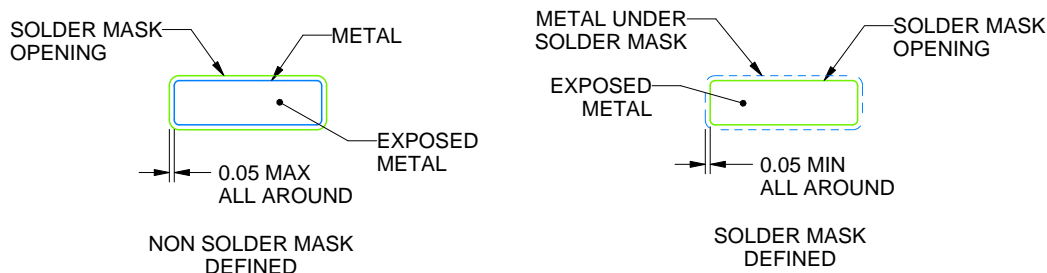 SOLDER MASK
OPENING
METAL
EXPOSED
METAL
0.05 MAX
ALL AROUND
NON SOLDER MASK
DEFINED
METAL UNDER
SOLDER MASK
SOLDER MASK
OPENING
EXPOSED
METAL
0.05 MIN
ALL AROUND
SOLDER MASK
DEFINED